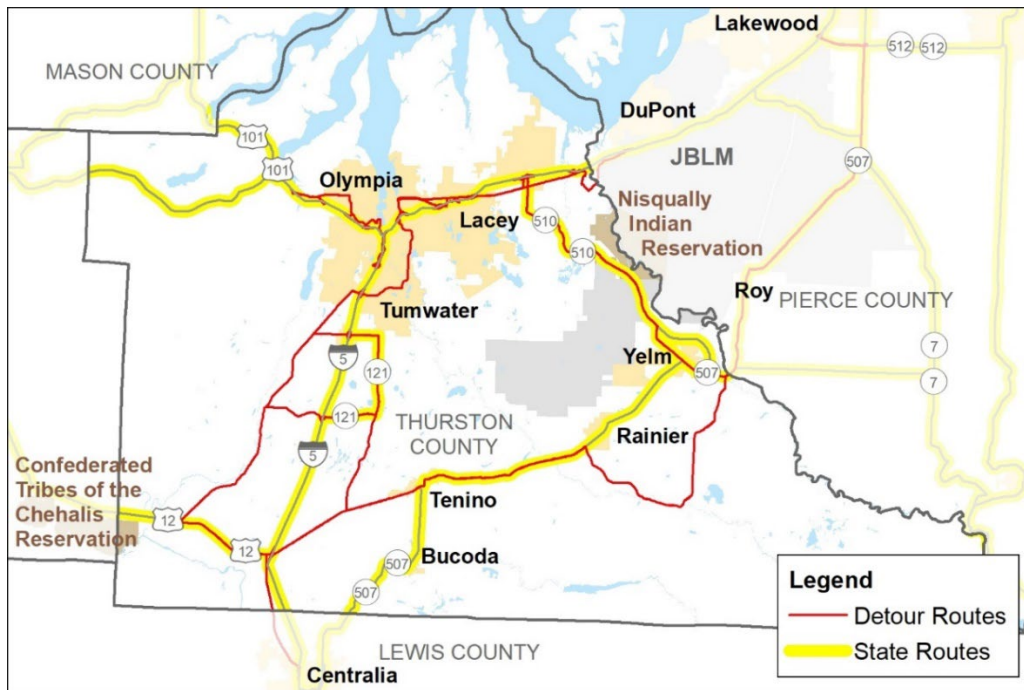 Lakewood
512 512
MASON COUNTY
DuPont
101
JBLM
507
101
Olympia
Nisqually
Indian
Reservation
Lacey
510
510
Roy
PIERCE COUNTY
Tumwater
7
5
Yelm
121
507
7
121
THURSTON
COUNTY
Rainier
5
Confederated
Tribes of the
Chehalis
Reservation
Tenino
12
12
Bucoda
507
507
Legend
Detour Routes
State Routes
LEWIS COUNTY
Centralia